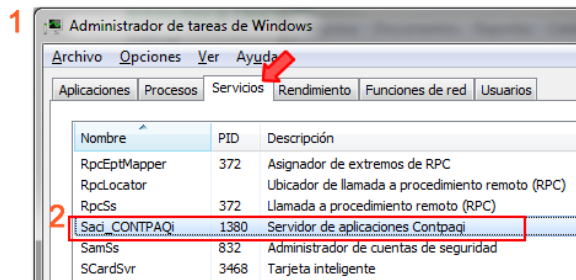 1
Administrador de tareas de Windows
Archivo Opciones Ver Ayuda
Aplicaciones Procesos Servicios Rendimiento Funciones de red Usuarios
Nombre PID Descripción
RpcEptMapper 372 Asignador de extremos de RPC
RpcLocator Ubicador de llamada a procedimiento remoto (RPC)
RpcSs 372 Llamada a procedimiento remoto (RPC)
2 Saci_CONTPAQi 1380 Servidor de aplicaciones Contpaqi
SamSs 832 Administrador de cuentas de seguridad
SCardSvr 3468 Tarjeta inteligente